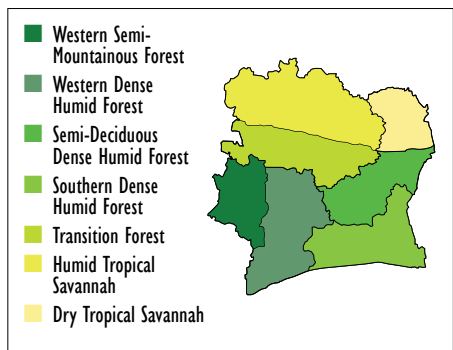 Western Semi-
Mountainous Forest
Western Dense
Humid Forest
Semi-Deciduous
Dense Humid Forest
Southern Dense
Humid Forest
Transition Forest
Humid Tropical
Savannah
Dry Tropical Savannah